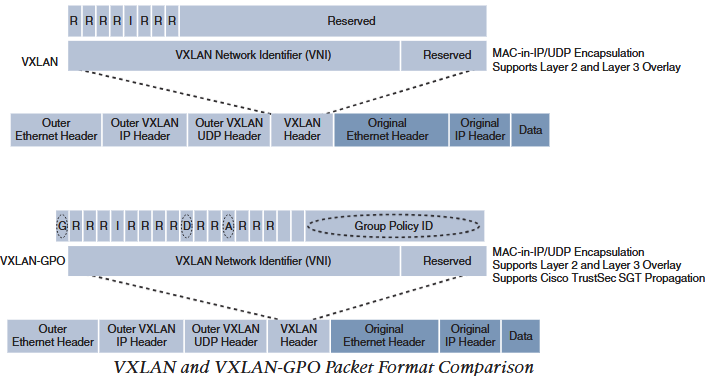 R R R R I R R R Reserved
VXLAN VXLAN Network Identifier (VNI) Reserved
MAC-in-IP/UDP Encapsulation
Supports Layer 2 and Layer 3 Overlay
Outer Ethernet Header
Outer VXLAN IP Header
Outer VXLAN UDP Header
VXLAN Header
Original Ethernet Header
Original IP Header
Data
G R R R I R R R R D R R A R R R Group Policy ID
VXLAN-GPO VXLAN Network Identifier (VNI) Reserved
MAC-in-IP/UDP Encapsulation
Supports Layer 2 and Layer 3 Overlay
Supports Cisco TrustSec SGT Propagation
Outer Ethernet Header
Outer VXLAN IP Header
Outer VXLAN UDP Header
VXLAN Header
Original Ethernet Header
Original IP Header
Data
VXLAN and VXLAN-GPO Packet Format Comparison